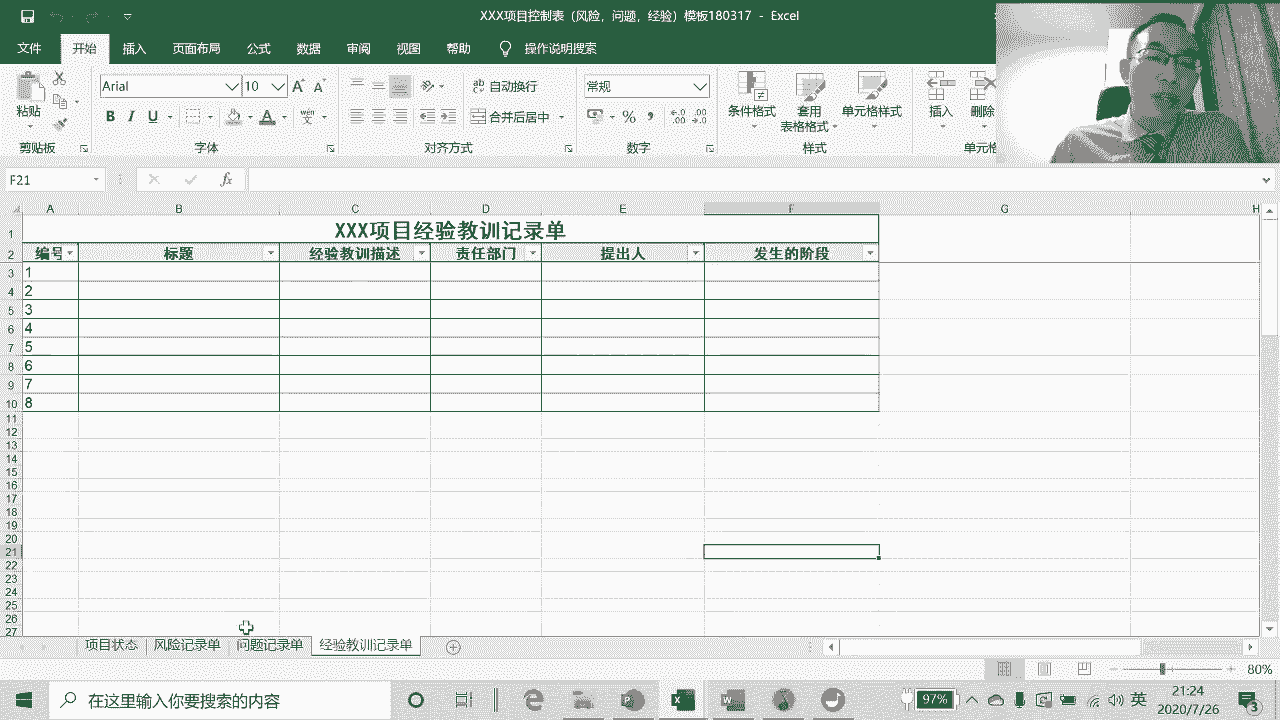 XXX项目控制表（风险，问题，经验）模板180317 - Excel
文件 开始 插入 页面布局 公式 数据 审阅 视图 帮助 操作说明搜索
Arial 10 自动换行 常规
粘贴 B I U 合并后居中 % 条件格式 套用 表格格式 单元格样式 插入 删除
剪贴板 字体 对齐方式 数字 样式 单元格
F21 fx
A B C D E F G H
1 XXX项目经验教训记录单
2 编号 标题 经验教训描述 责任部门 提出人 发生的阶段
3 1
4 2
5 3
6 4
7 5
8 6
9 7
10 8
11
12
13
14
15
16
17
18
19
20
21
22
23
24
25
26
27
项目状态 风险记录单 问题记录单 经验教训记录单
80%
在这里输入你要搜索的内容 97% 英 21:24
2020/7/26 3